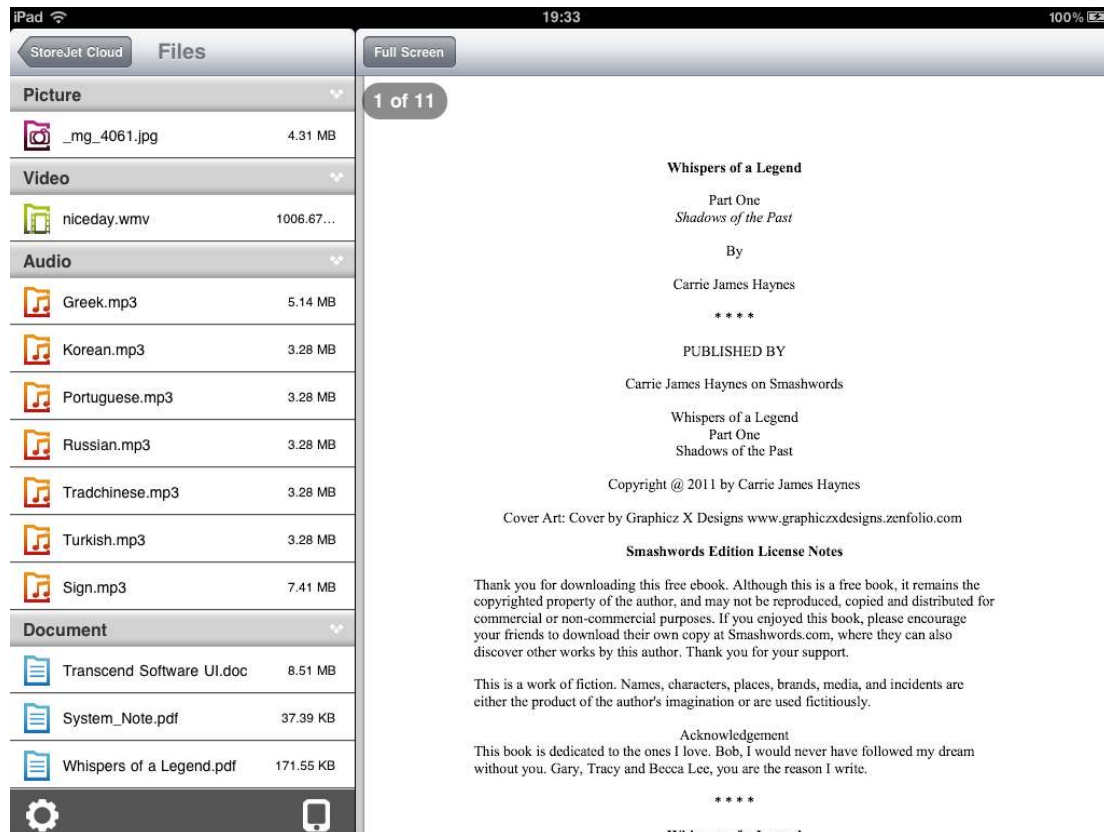 iPad 19:33 100%
StoreJet Cloud Files
Picture
_mg_4061.jpg 4.31 MB
Video
niceday.wmv 1006.67...
Audio
Greek.mp3 5.14 MB
Korean.mp3 3.28 MB
Portuguese.mp3 3.28 MB
Russian.mp3 3.28 MB
Tradchinese.mp3 3.28 MB
Turkish.mp3 3.28 MB
Sign.mp3 7.41 MB
Document
Transcend Software UI.doc 8.51 MB
System_Note.pdf 37.39 KB
Whispers of a Legend.pdf 171.55 KB
Full Screen
1 of 11
Whispers of a Legend
Part One
Shadows of the Past
By
Carrie James Haynes
* * * *
PUBLISHED BY
Carrie James Haynes on Smashwords
Whispers of a Legend
Part One
Shadows of the Past
Copyright @ 2011 by Carrie James Haynes
Cover Art: Cover by Graphicz X Designs www.graphiczxdesigns.zenfolio.com
Smashwords Edition License Notes
Thank you for downloading this free ebook. Although this is a free book, it remains the
copyrighted property of the author, and may not be reproduced, copied and distributed for
commercial or non-commercial purposes. If you enjoyed this book, please encourage
your friends to download their own copy at Smashwords.com, where they can also
discover other works by this author. Thank you for your support.
This is a work of fiction. Names, characters, places, brands, media, and incidents are
either the product of the author's imagination or are used fictitiously.
Acknowledgement
This book is dedicated to the ones I love. Bob, I would never have followed my dream
without you. Gary, Tracy and Becca Lee, you are the reason I write.
* * * *